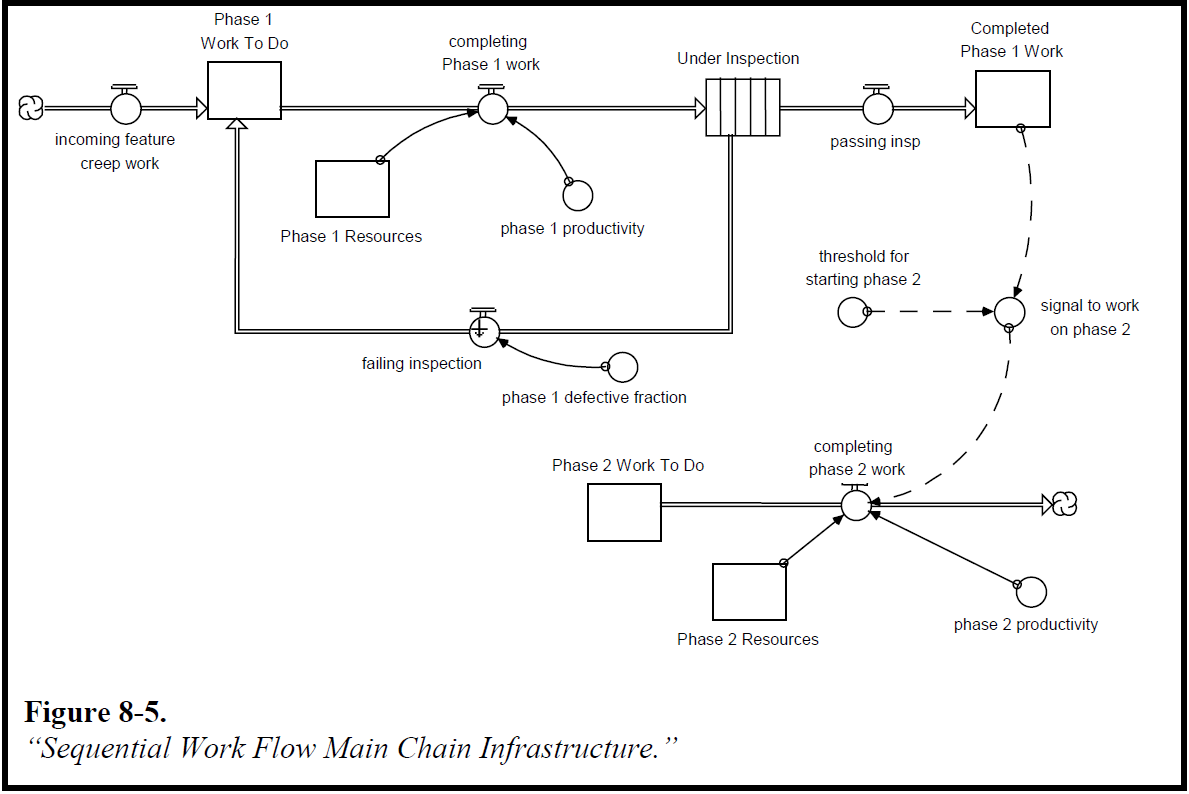 Phase 1
Work To Do
completing
Phase 1 work
Under Inspection
Completed
Phase 1 Work
incoming feature
creep work
passing insp
Phase 1 Resources
phase 1 productivity
threshold for
starting phase 2
signal to work
on phase 2
failing inspection
phase 1 defective fraction
Phase 2 Work To Do
completing
phase 2 work
Phase 2 Resources
phase 2 productivity
Figure 8-5.
“Sequential Work Flow Main Chain Infrastructure.”